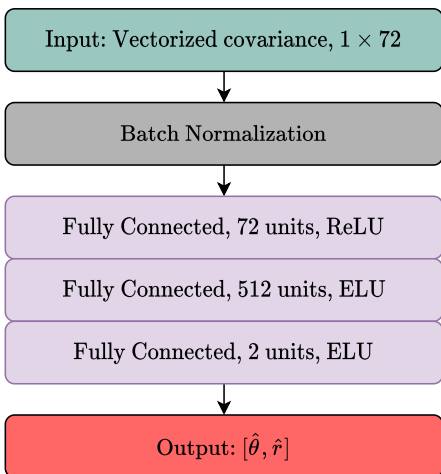 Input: Vectorized covariance, 1 × 72
Batch Normalization
Fully Connected, 72 units, ReLU
Fully Connected, 512 units, ELU
Fully Connected, 2 units, ELU
Output: [θ̂, r̂]